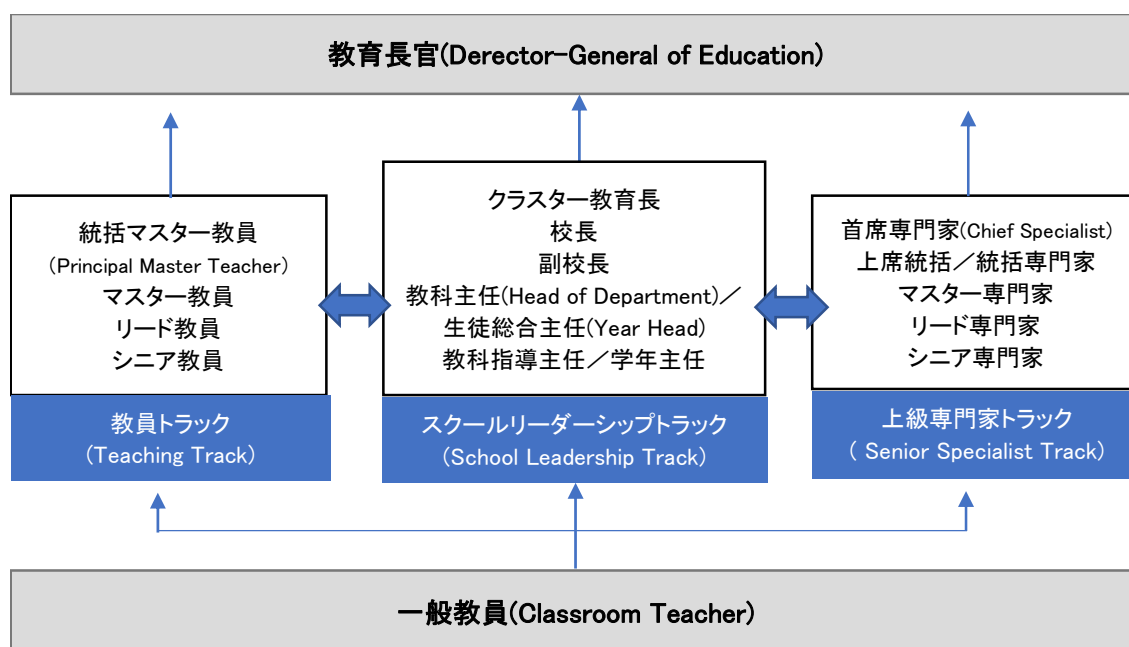 教育長官(Derector-General of Education)
統括マスター教員
(Principal Master Teacher)
マスター教員
リード教員
シニア教員
教員トラック
(Teaching Track)
クラスター教育長
校長
副校長
教科主任(Head of Department)／
生徒総合主任(Year Head)
教科指導主任／学年主任
スクールリーダーシップトラック
(School Leadership Track)
首席専門家(Chief Specialist)
上席統括／統括専門家
マスター専門家
リード専門家
シニア専門家
上級専門家トラック
( Senior Specialist Track)
一般教員(Classroom Teacher)